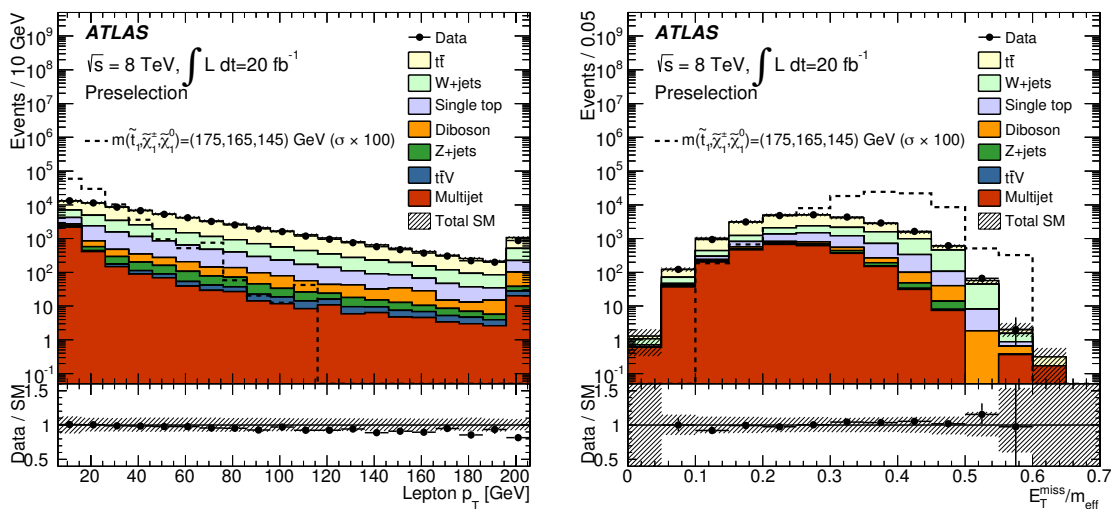 ATLAS
√s = 8 TeV, ∫ L dt=20 fb⁻¹
Preselection
m(t̃₁,χ̃₁±,χ̃₁⁰)=(175,165,145) GeV (σ × 100)
Data
tt̄
W+jets
Single top
Diboson
Z+jets
tt̄V
Multijet
Total SM
Events / 10 GeV
10⁹
10⁸
10⁷
10⁶
10⁵
10⁴
10³
10²
10
1
10⁻¹
Data / SM
1.5
1
0.5
20 40 60 80 100 120 140 160 180 200
Lepton p_T [GeV]
ATLAS
√s = 8 TeV, ∫ L dt=20 fb⁻¹
Preselection
m(t̃₁,χ̃₁±,χ̃₁⁰)=(175,165,145) GeV (σ × 100)
Data
tt̄
W+jets
Single top
Diboson
Z+jets
tt̄V
Multijet
Total SM
Events / 0.05
10⁹
10⁸
10⁷
10⁶
10⁵
10⁴
10³
10²
10
1
10⁻¹
Data / SM
1.5
1
0.5
0 0.1 0.2 0.3 0.4 0.5 0.6 0.7
E_T^miss/m_eff